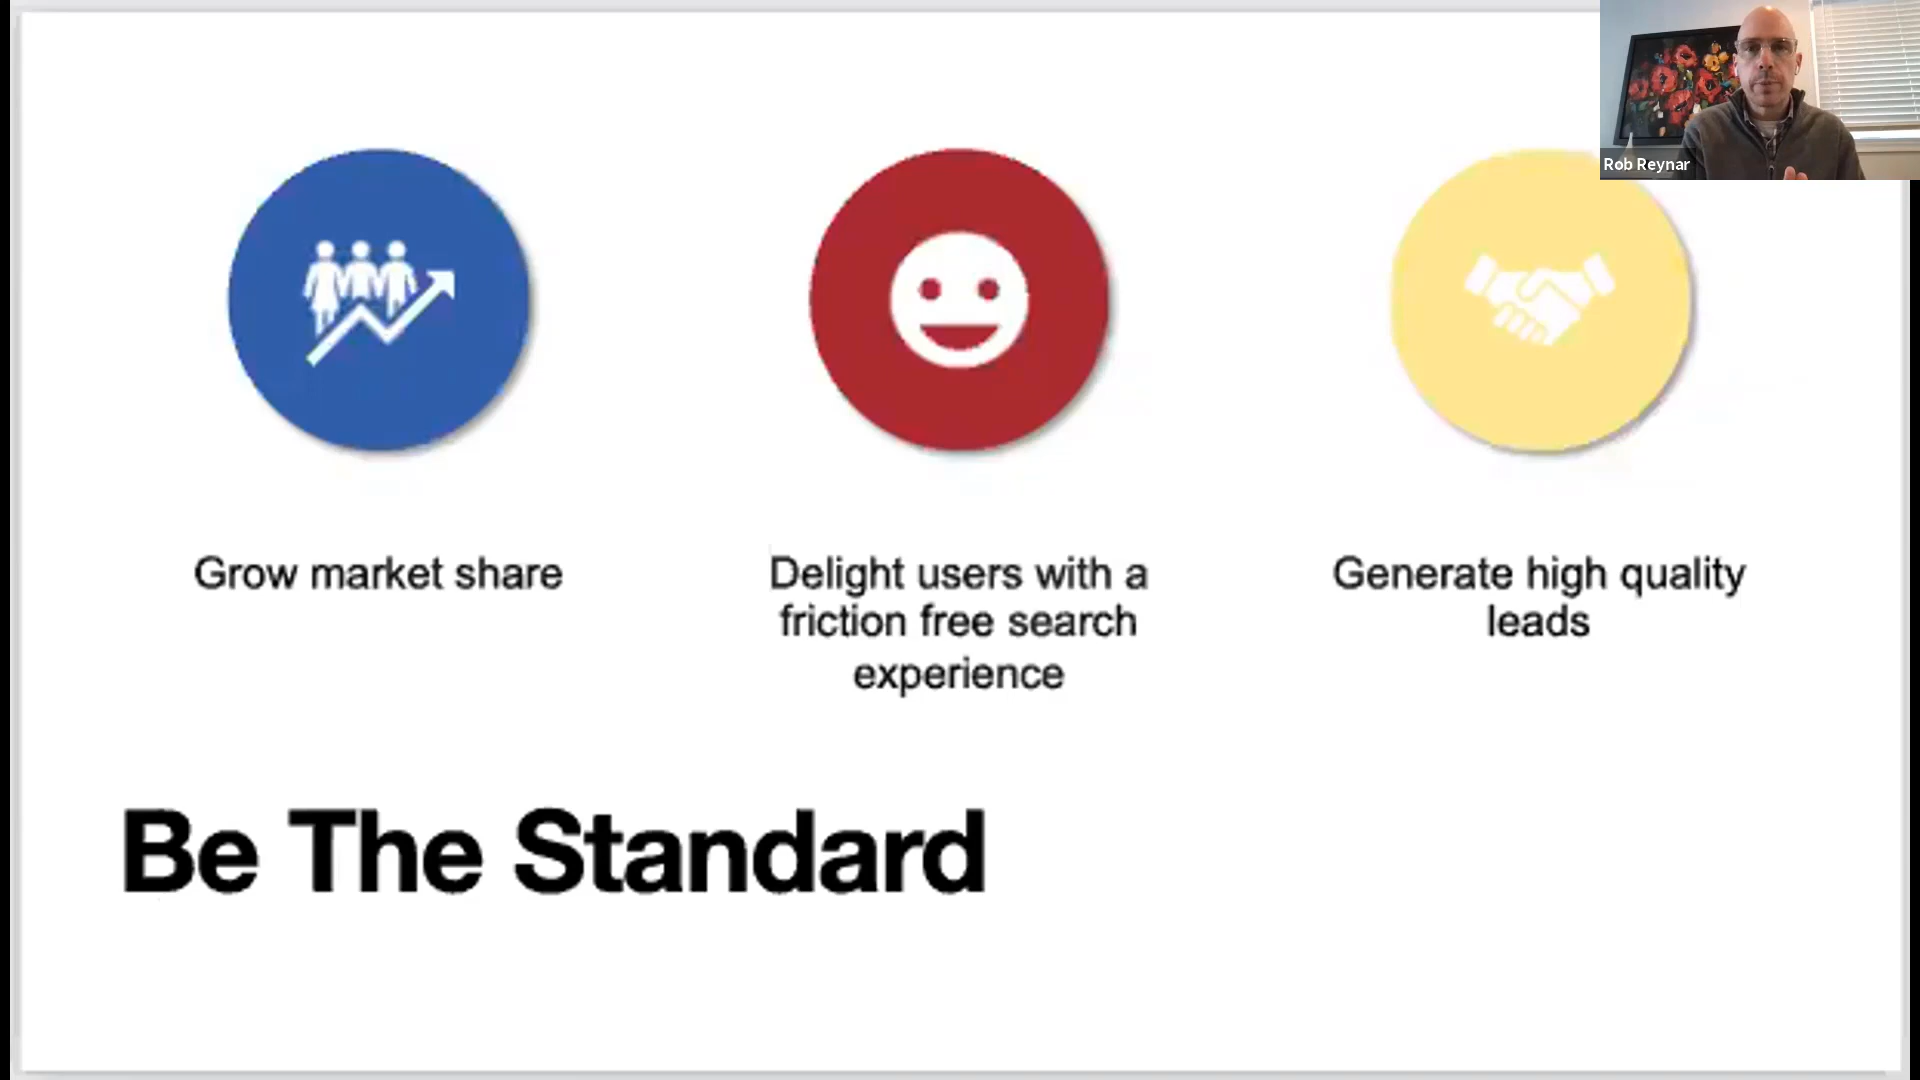 Rob Reynar
Grow market share
Delight users with a
friction free search
experience
Generate high quality
leads
Be The Standard